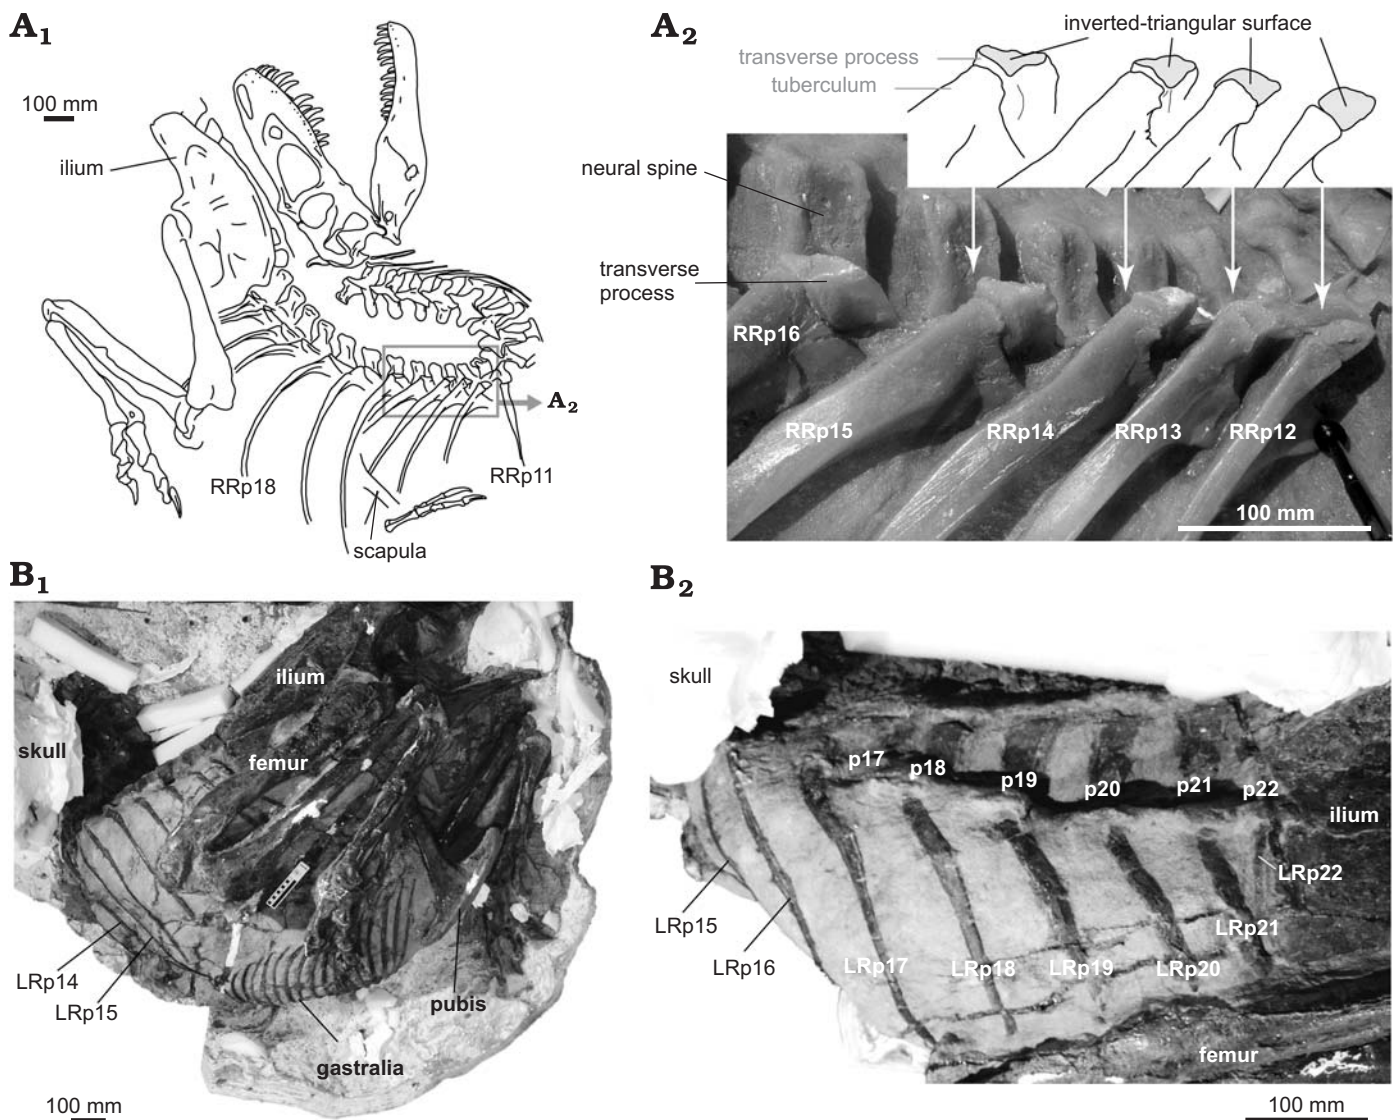 A1
100 mm
ilium
RRp18
RRp11
scapula
A2
A2
inverted-triangular surface
transverse process
tuberculum
neural spine
transverse
process
RRp16
RRp15
RRp14
RRp13
RRp12
100 mm
B1
ilium
skull
femur
LRp14
LRp15
pubis
gastralia
100 mm
B2
skull
p17
p18
p19
p20
p21
p22
ilium
LRp22
LRp15
LRp16
LRp17
LRp18
LRp19
LRp20
LRp21
femur
100 mm